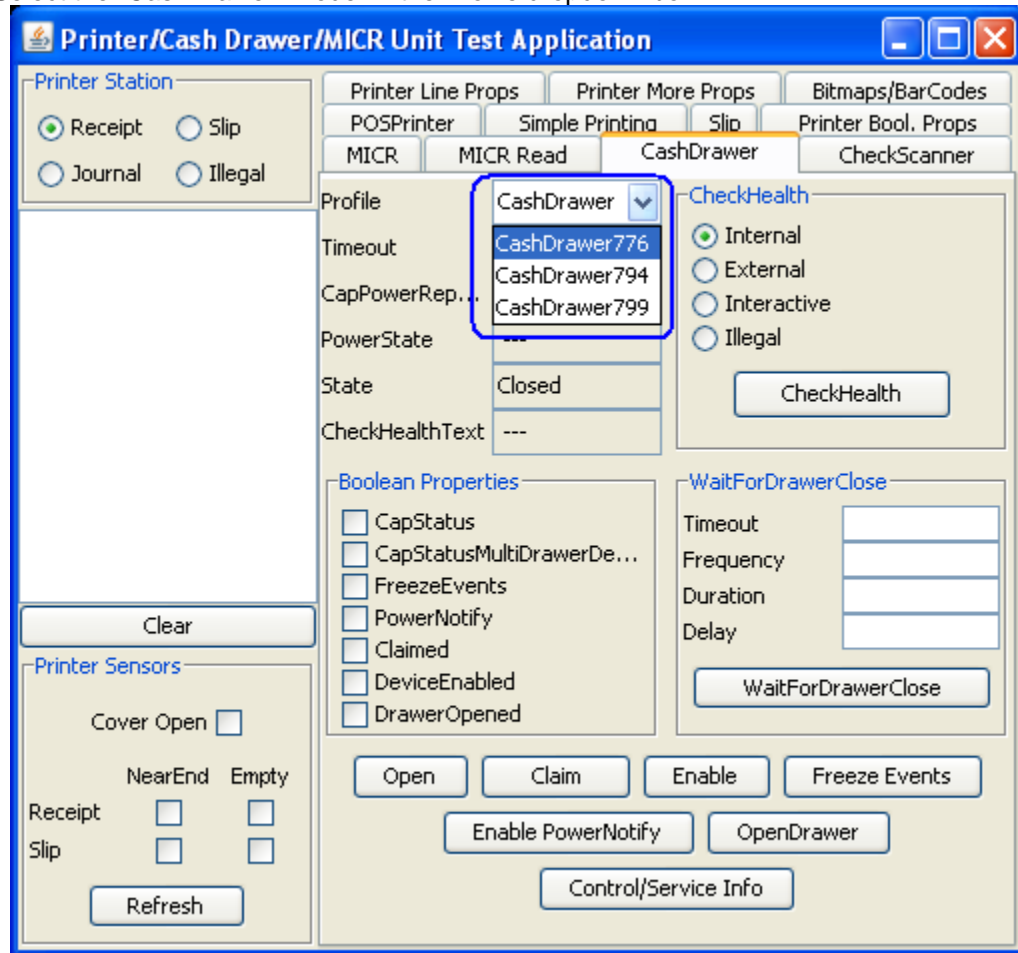 Printer/Cash Drawer/MICR Unit Test Application
Printer Station
Receipt Slip
Journal Illegal
Printer Line Props Printer More Props Bitmaps/BarCodes
POSPrinter Simple Printing Slip Printer Bool. Props
MICR MICR Read CashDrawer CheckScanner
Profile CashDrawer
CashDrawer776
CashDrawer794
CashDrawer799
Timeout
CapPowerRep...
PowerState ---
State Closed
CheckHealthText ---
CheckHealth
Internal
External
Interactive
Illegal
CheckHealth
Boolean Properties
CapStatus
CapStatusMultiDrawerDe...
FreezeEvents
PowerNotify
Claimed
DeviceEnabled
DrawerOpened
WaitForDrawerClose
Timeout
Frequency
Duration
Delay
WaitForDrawerClose
Clear
Printer Sensors
Cover Open
NearEnd Empty
Receipt
Slip
Refresh
Open Claim Enable Freeze Events
Enable PowerNotify OpenDrawer
Control/Service Info